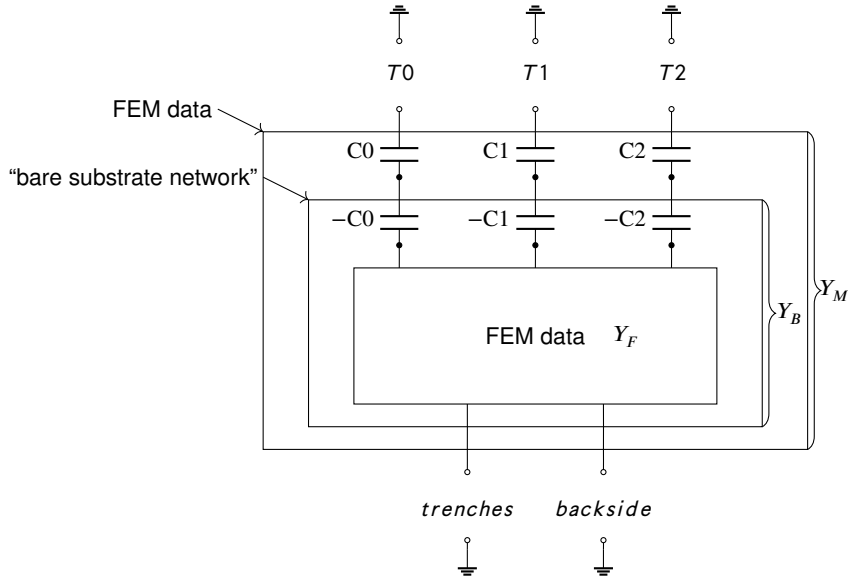 T0 T1 T2
FEM data
C0 C1 C2
“bare substrate network”
−C0 −C1 −C2
Y_M
Y_B
FEM data Y_F
trenches backside